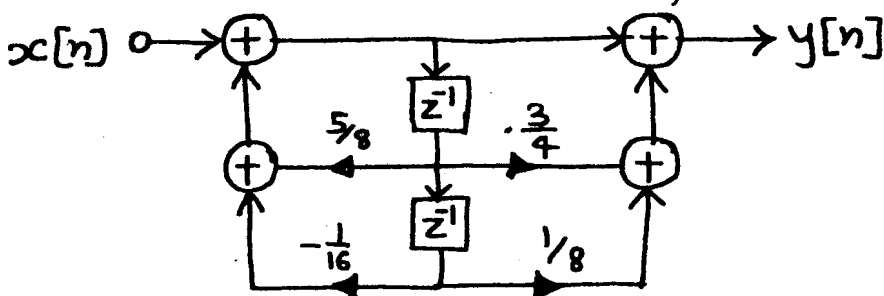 x[n] + + y[n]
z⁻¹
5/8 · 3/4
+ +
z⁻¹
-1/16 1/8